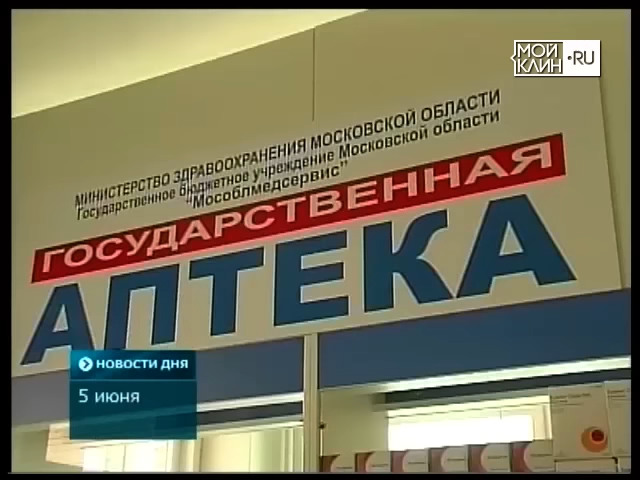 МОЙ
КЛИН .RU
МИНИСТЕРСТВО ЗДРАВООХРАНЕНИЯ МОСКОВСКОЙ ОБЛАСТИ
Государственное бюджетное учреждение Московской области
"Мособлмедсервис"
ГОСУДАРСТВЕННАЯ
АПТЕКА
НОВОСТИ ДНЯ
5 июня